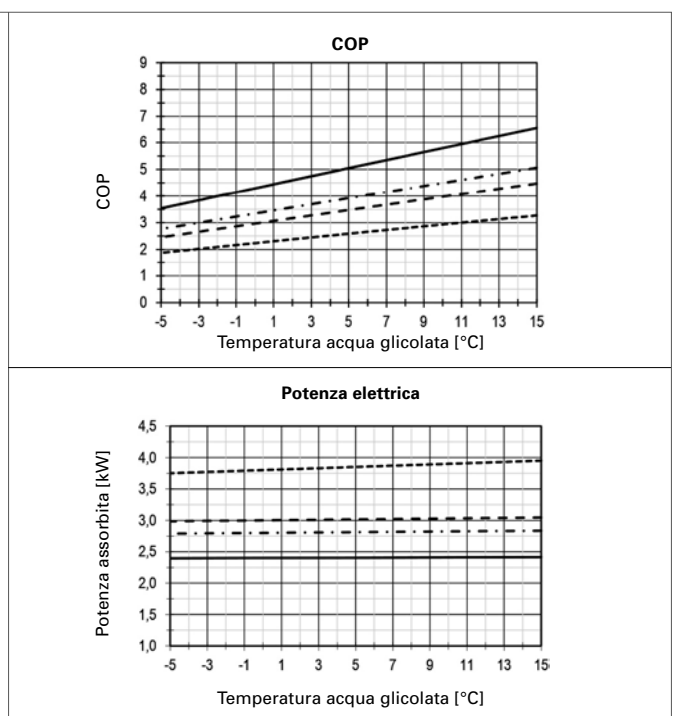 COP
9
8
7
6
5
4
3
2
1
0
COP
-5 -3 -1 1 3 5 7 9 11 13 15
Temperatura acqua glicolata [°C]
Potenza elettrica
4,5
4,0
3,5
3,0
2,5
2,0
1,5
1,0
Potenza assorbita [kW]
-5 -3 -1 1 3 5 7 9 11 13 15
Temperatura acqua glicolata [°C]